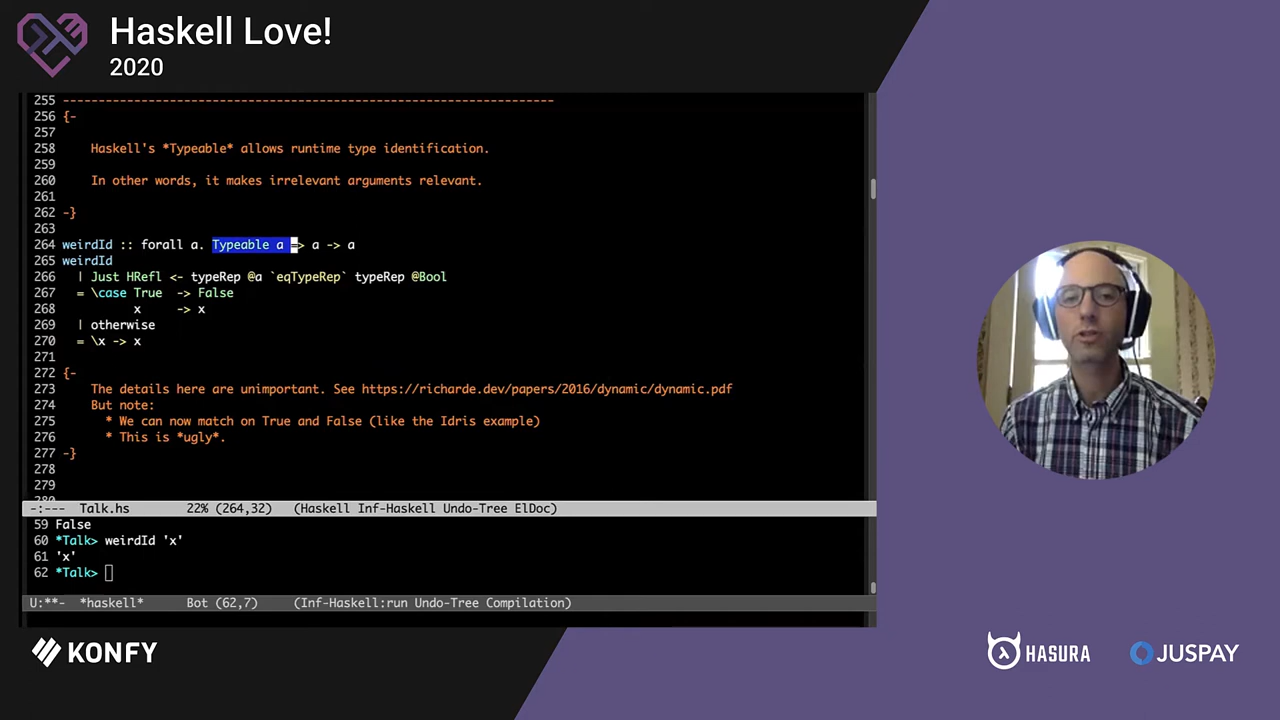 Haskell Love!
2020
255 ---------------------------------------------------------------------
256 {-
257
258     Haskell's *Typeable* allows runtime type identification.
259
260     In other words, it makes irrelevant arguments relevant.
261
262 -}
263
264 weirdId :: forall a. Typeable a => a -> a
265 weirdId
266   | Just HRefl <- typeRep @a `eqTypeRep` typeRep @Bool
267   = \case True  -> False
268           x     -> x
269   | otherwise
270   = \x -> x
271
272 {-
273     The details here are unimportant. See https://richarde.dev/papers/2016/dynamic/dynamic.pdf
274     But note:
275       * We can now match on True and False (like the Idris example)
276       * This is *ugly*.
277 -}
278
279
280
-:---  Talk.hs        22% (264,32)   (Haskell Inf-Haskell Undo-Tree ElDoc)
59 False
60 *Talk> weirdId 'x'
61 'x'
62 *Talk>
U:**-  *haskell*      Bot (62,7)     (Inf-Haskell:run Undo-Tree Compilation)
KONFY
HASURA
JUSPAY